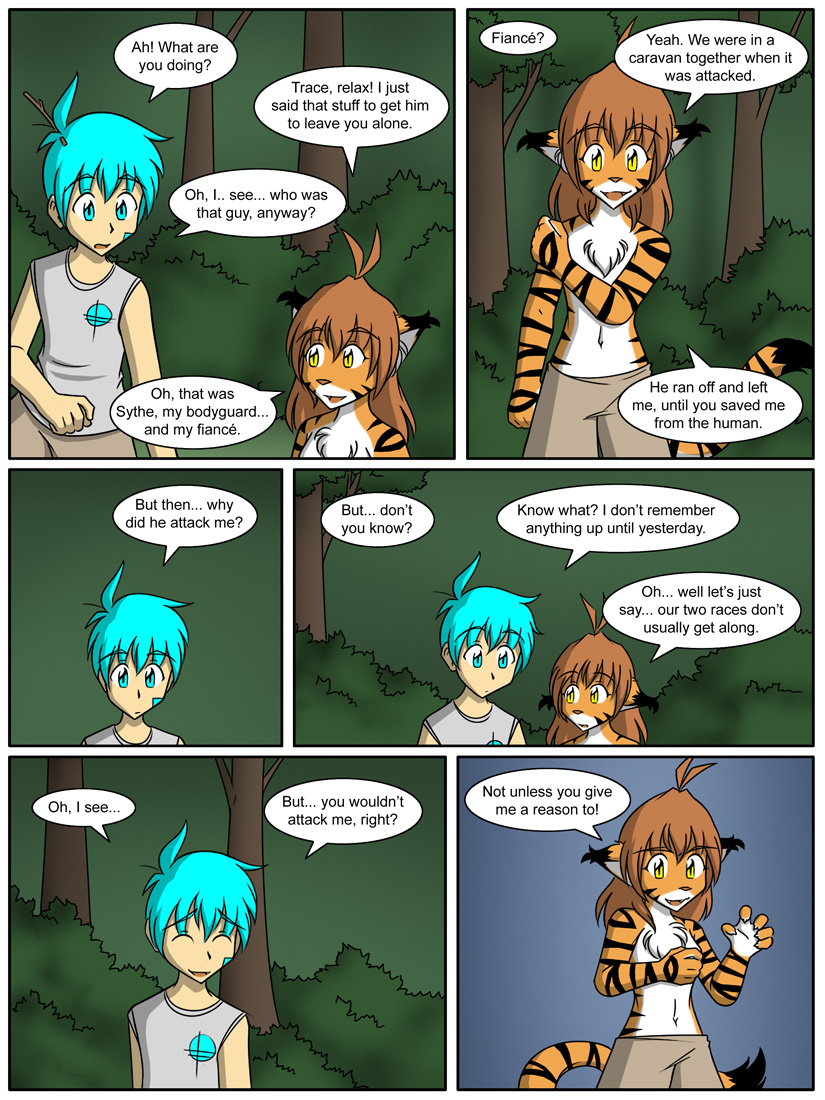 Ah! What are
you doing?
Trace, relax! I just
said that stuff to get him
to leave you alone.
Oh, I.. see... who was
that guy, anyway?
Oh, that was
Sythe, my bodyguard...
and my fiancé.
Fiancé?
Yeah. We were in a
caravan together when it
was attacked.
He ran off and left
me, until you saved me
from the human.
But then... why
did he attack me?
But... don't
you know?
Know what? I don't remember
anything up until yesterday.
Oh... well let's just
say... our two races don't
usually get along.
Oh, I see...
But... you wouldn't
attack me, right?
Not unless you give
me a reason to!